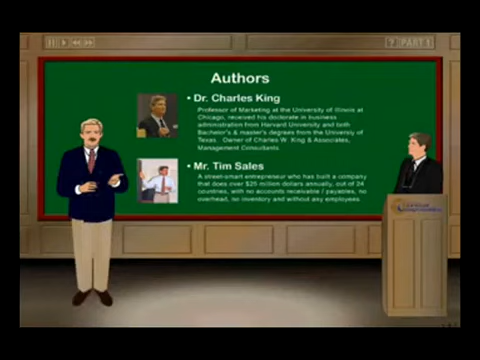 ? PART 1
Authors
• Dr. Charles King
Professor of Marketing at the University of Illinois at
Chicago, received his doctorate in business
administration from Harvard University and both
Bachelor's & master's degrees from the University of
Texas. Owner of Charles W. King & Associates,
Management Consultants.
• Mr. Tim Sales
A street-smart entrepreneur who has built a company
that does over $25 million dollars annually, out of 24
countries, with no accounts receivable / payables, no
overhead, no inventory and without any employees.